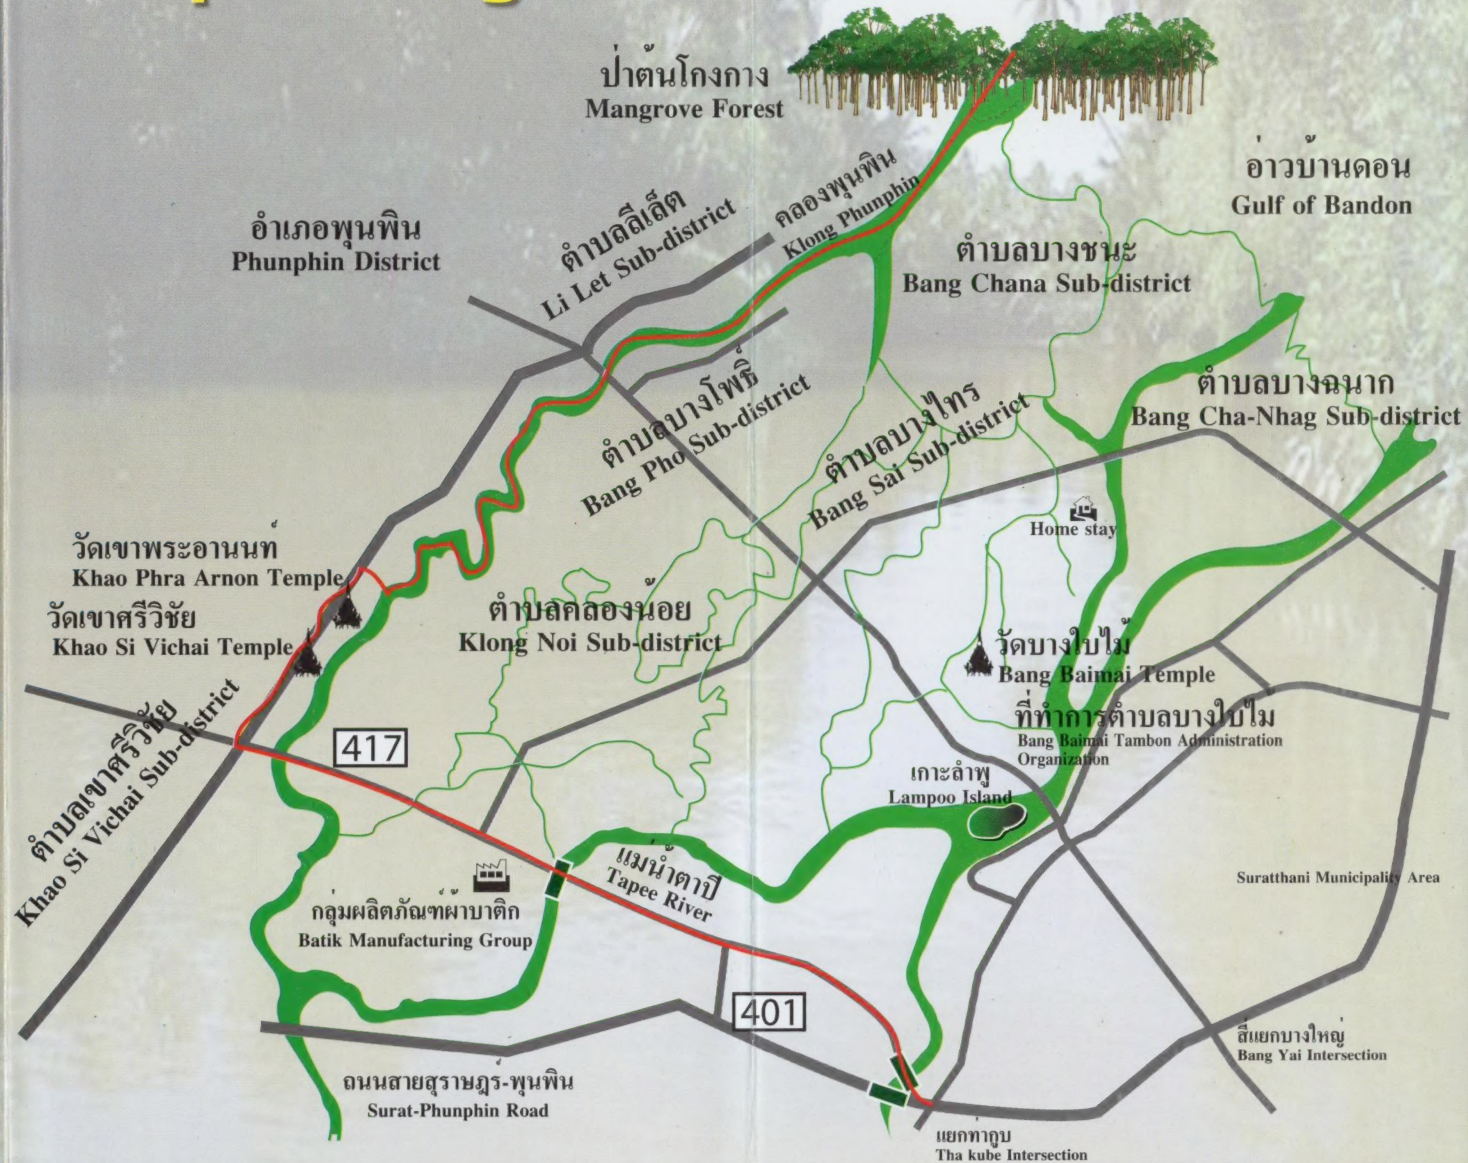 ป่าต้นโกงกาง
Mangrove Forest
อ่าวบ้านดอน
Gulf of Bandon
อำเภอพุนพิน
Phunphin District
ตำบลลีเล็ต
Li Let Sub-district
คลองพุนพิน
Klong Phunphin
ตำบลบางชนะ
Bang Chana Sub-district
ตำบลบางโพธิ์
Bang Pho Sub-district
ตำบลบางไทร
Bang Sai Sub-district
ตำบลบางฉนาก
Bang Cha-Nhag Sub-district
Home stay
วัดเขาพระอานนท์
Khao Phra Arnon Temple
วัดเขาศรีวิชัย
Khao Si Vichai Temple
ตำบลคลองน้อย
Klong Noi Sub-district
วัดบางใบไม้
Bang Baimai Temple
ที่ทำการตำบลบางใบไม้
Bang Baimai Tambon Administration
Organization
ตำบลเขาศรีวิชัย
Khao Si Vichai Sub-district
417
เกาะลำพู
Lampoo Island
แม่น้ำตาปี
Tapee River
Suratthani Municipality Area
กลุ่มผลิตภัณฑ์ผ้าบาติก
Batik Manufacturing Group
401
สี่แยกบางใหญ่
Bang Yai Intersection
ถนนสายสุราษฎร์-พุนพิน
Surat-Phunphin Road
แยกท่ากูบ
Tha kube Intersection